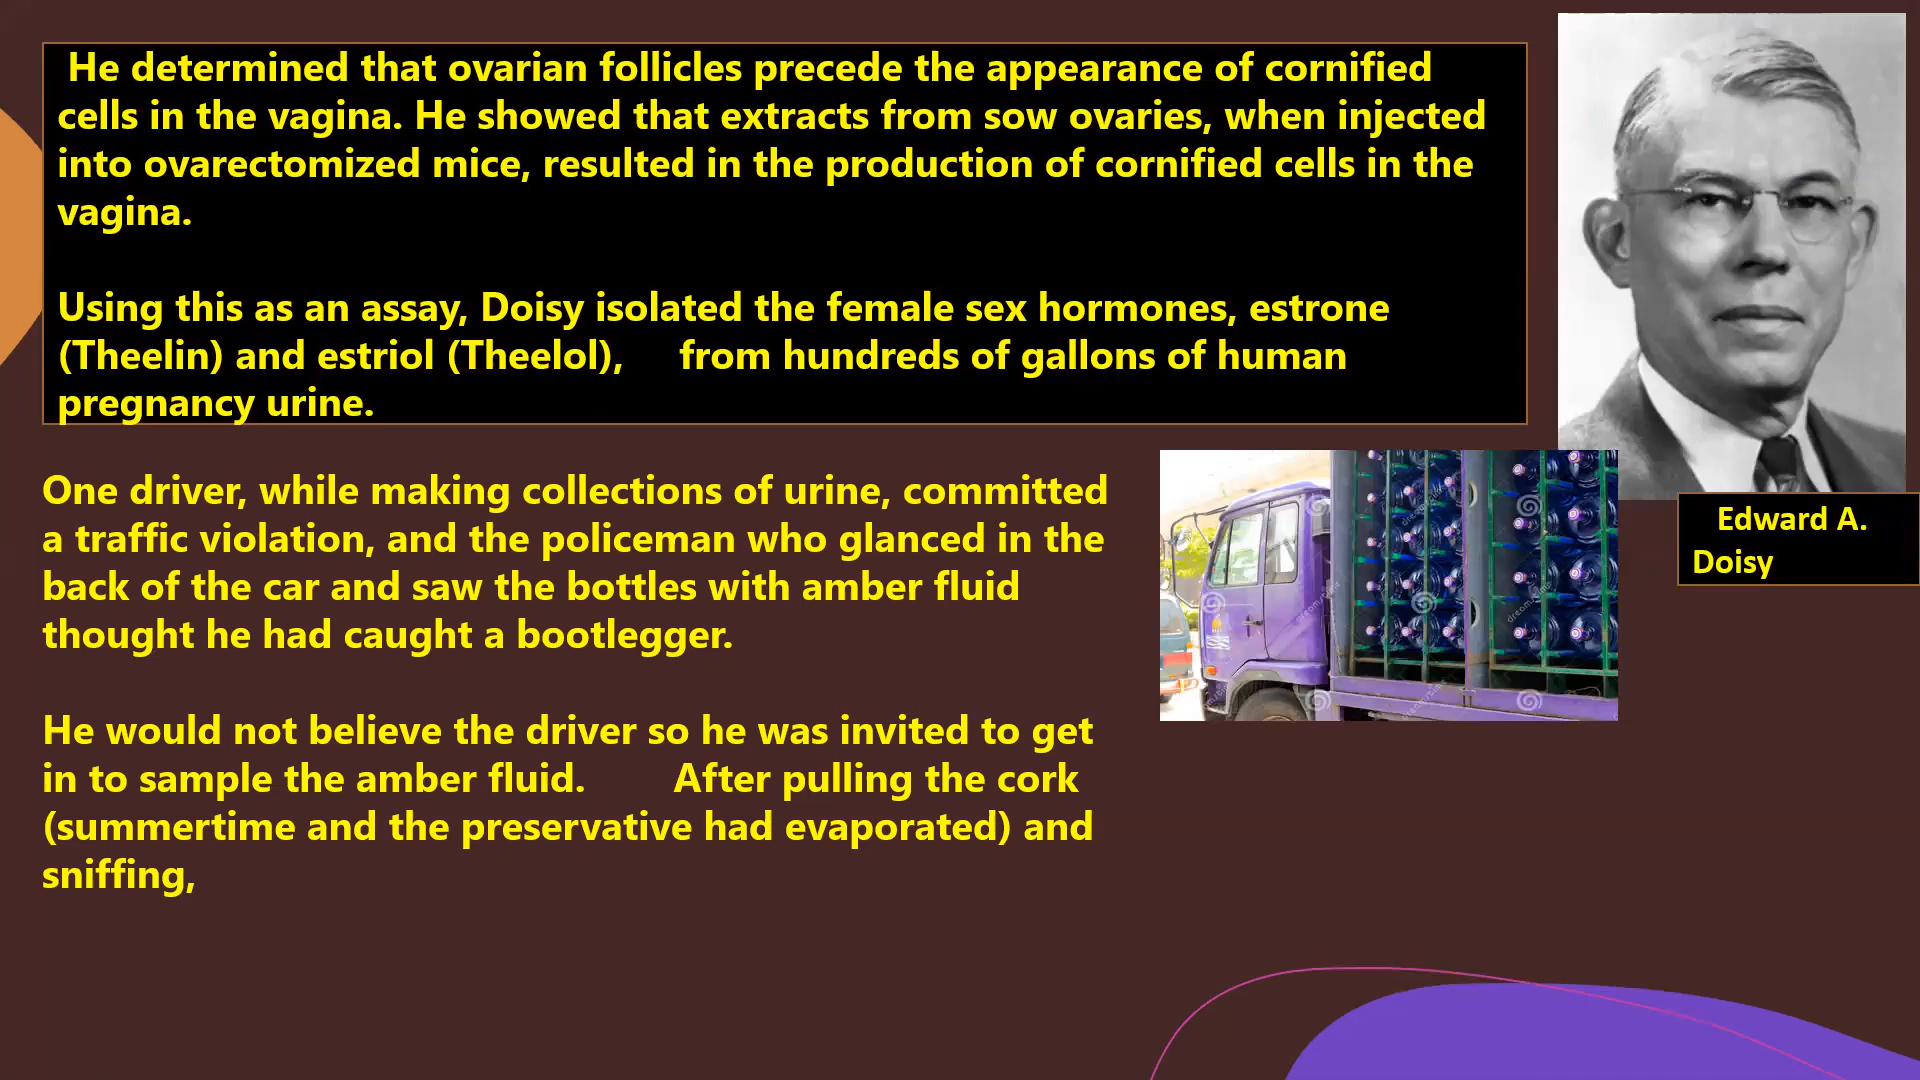 He determined that ovarian follicles precede the appearance of cornified
cells in the vagina. He showed that extracts from sow ovaries, when injected
into ovarectomized mice, resulted in the production of cornified cells in the
vagina.
Using this as an assay, Doisy isolated the female sex hormones, estrone
(Theelin) and estriol (Theelol), from hundreds of gallons of human
pregnancy urine.
One driver, while making collections of urine, committed
a traffic violation, and the policeman who glanced in the
back of the car and saw the bottles with amber fluid
thought he had caught a bootlegger.
He would not believe the driver so he was invited to get
in to sample the amber fluid. After pulling the cork
(summertime and the preservative had evaporated) and
sniffing,
Edward A.
Doisy